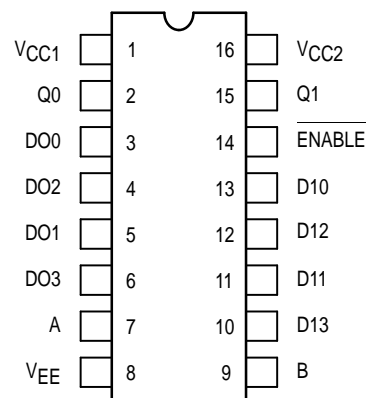 VCC1 1 16 VCC2
Q0 2 15 Q1
DO0 3 14 ENABLE
DO2 4 13 D10
DO1 5 12 D12
DO3 6 11 D11
A 7 10 D13
VEE 8 9 B